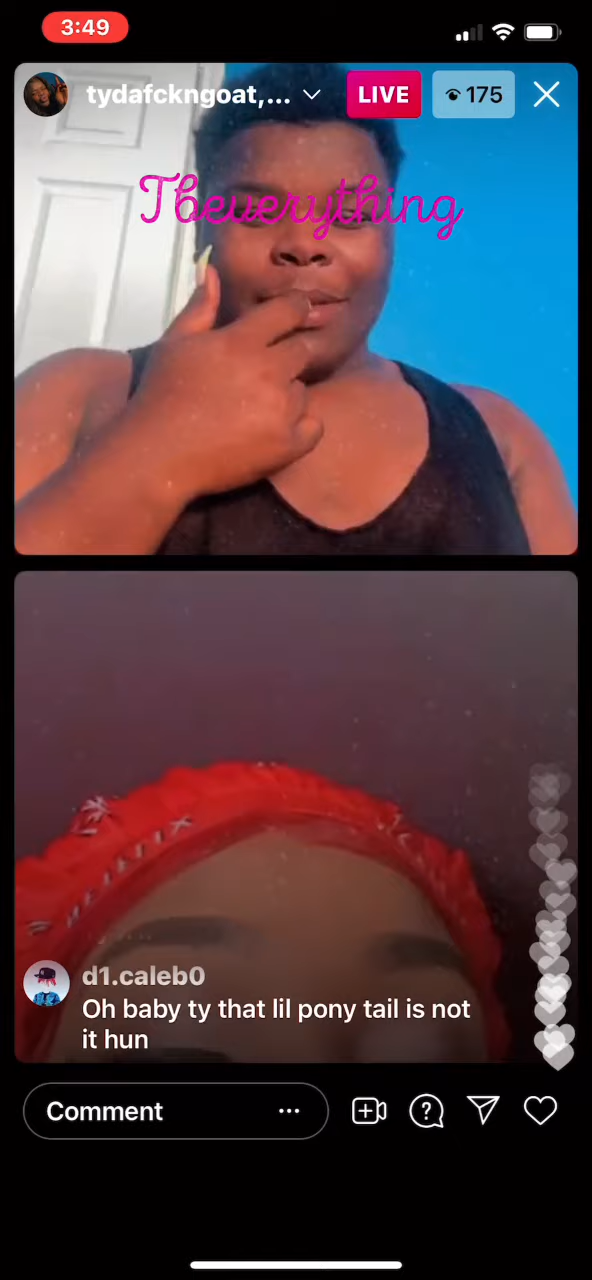 3:49
tydafckngoat,...
LIVE
175
Tbeverything
d1.caleb0
Oh baby ty that lil pony tail is not
it hun
Comment